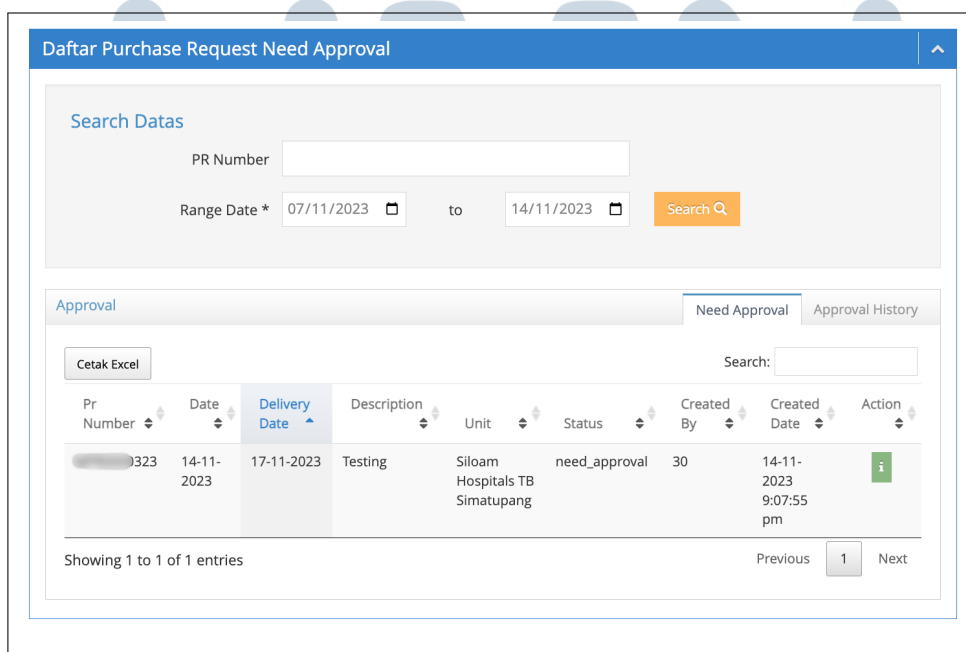 Daftar Purchase Request Need Approval
Search Datas
PR Number
Range Date * 07/11/2023 to 14/11/2023 Search
Approval Need Approval Approval History
Cetak Excel Search:
Pr Date Delivery Description Created Created Action
Number Date Unit Status By Date
0323 14-11- 17-11-2023 Testing Siloam need_approval 30 14-11- i
2023 Hospitals TB 2023
Simatupang 9:07:55
pm
Showing 1 to 1 of 1 entries Previous 1 Next